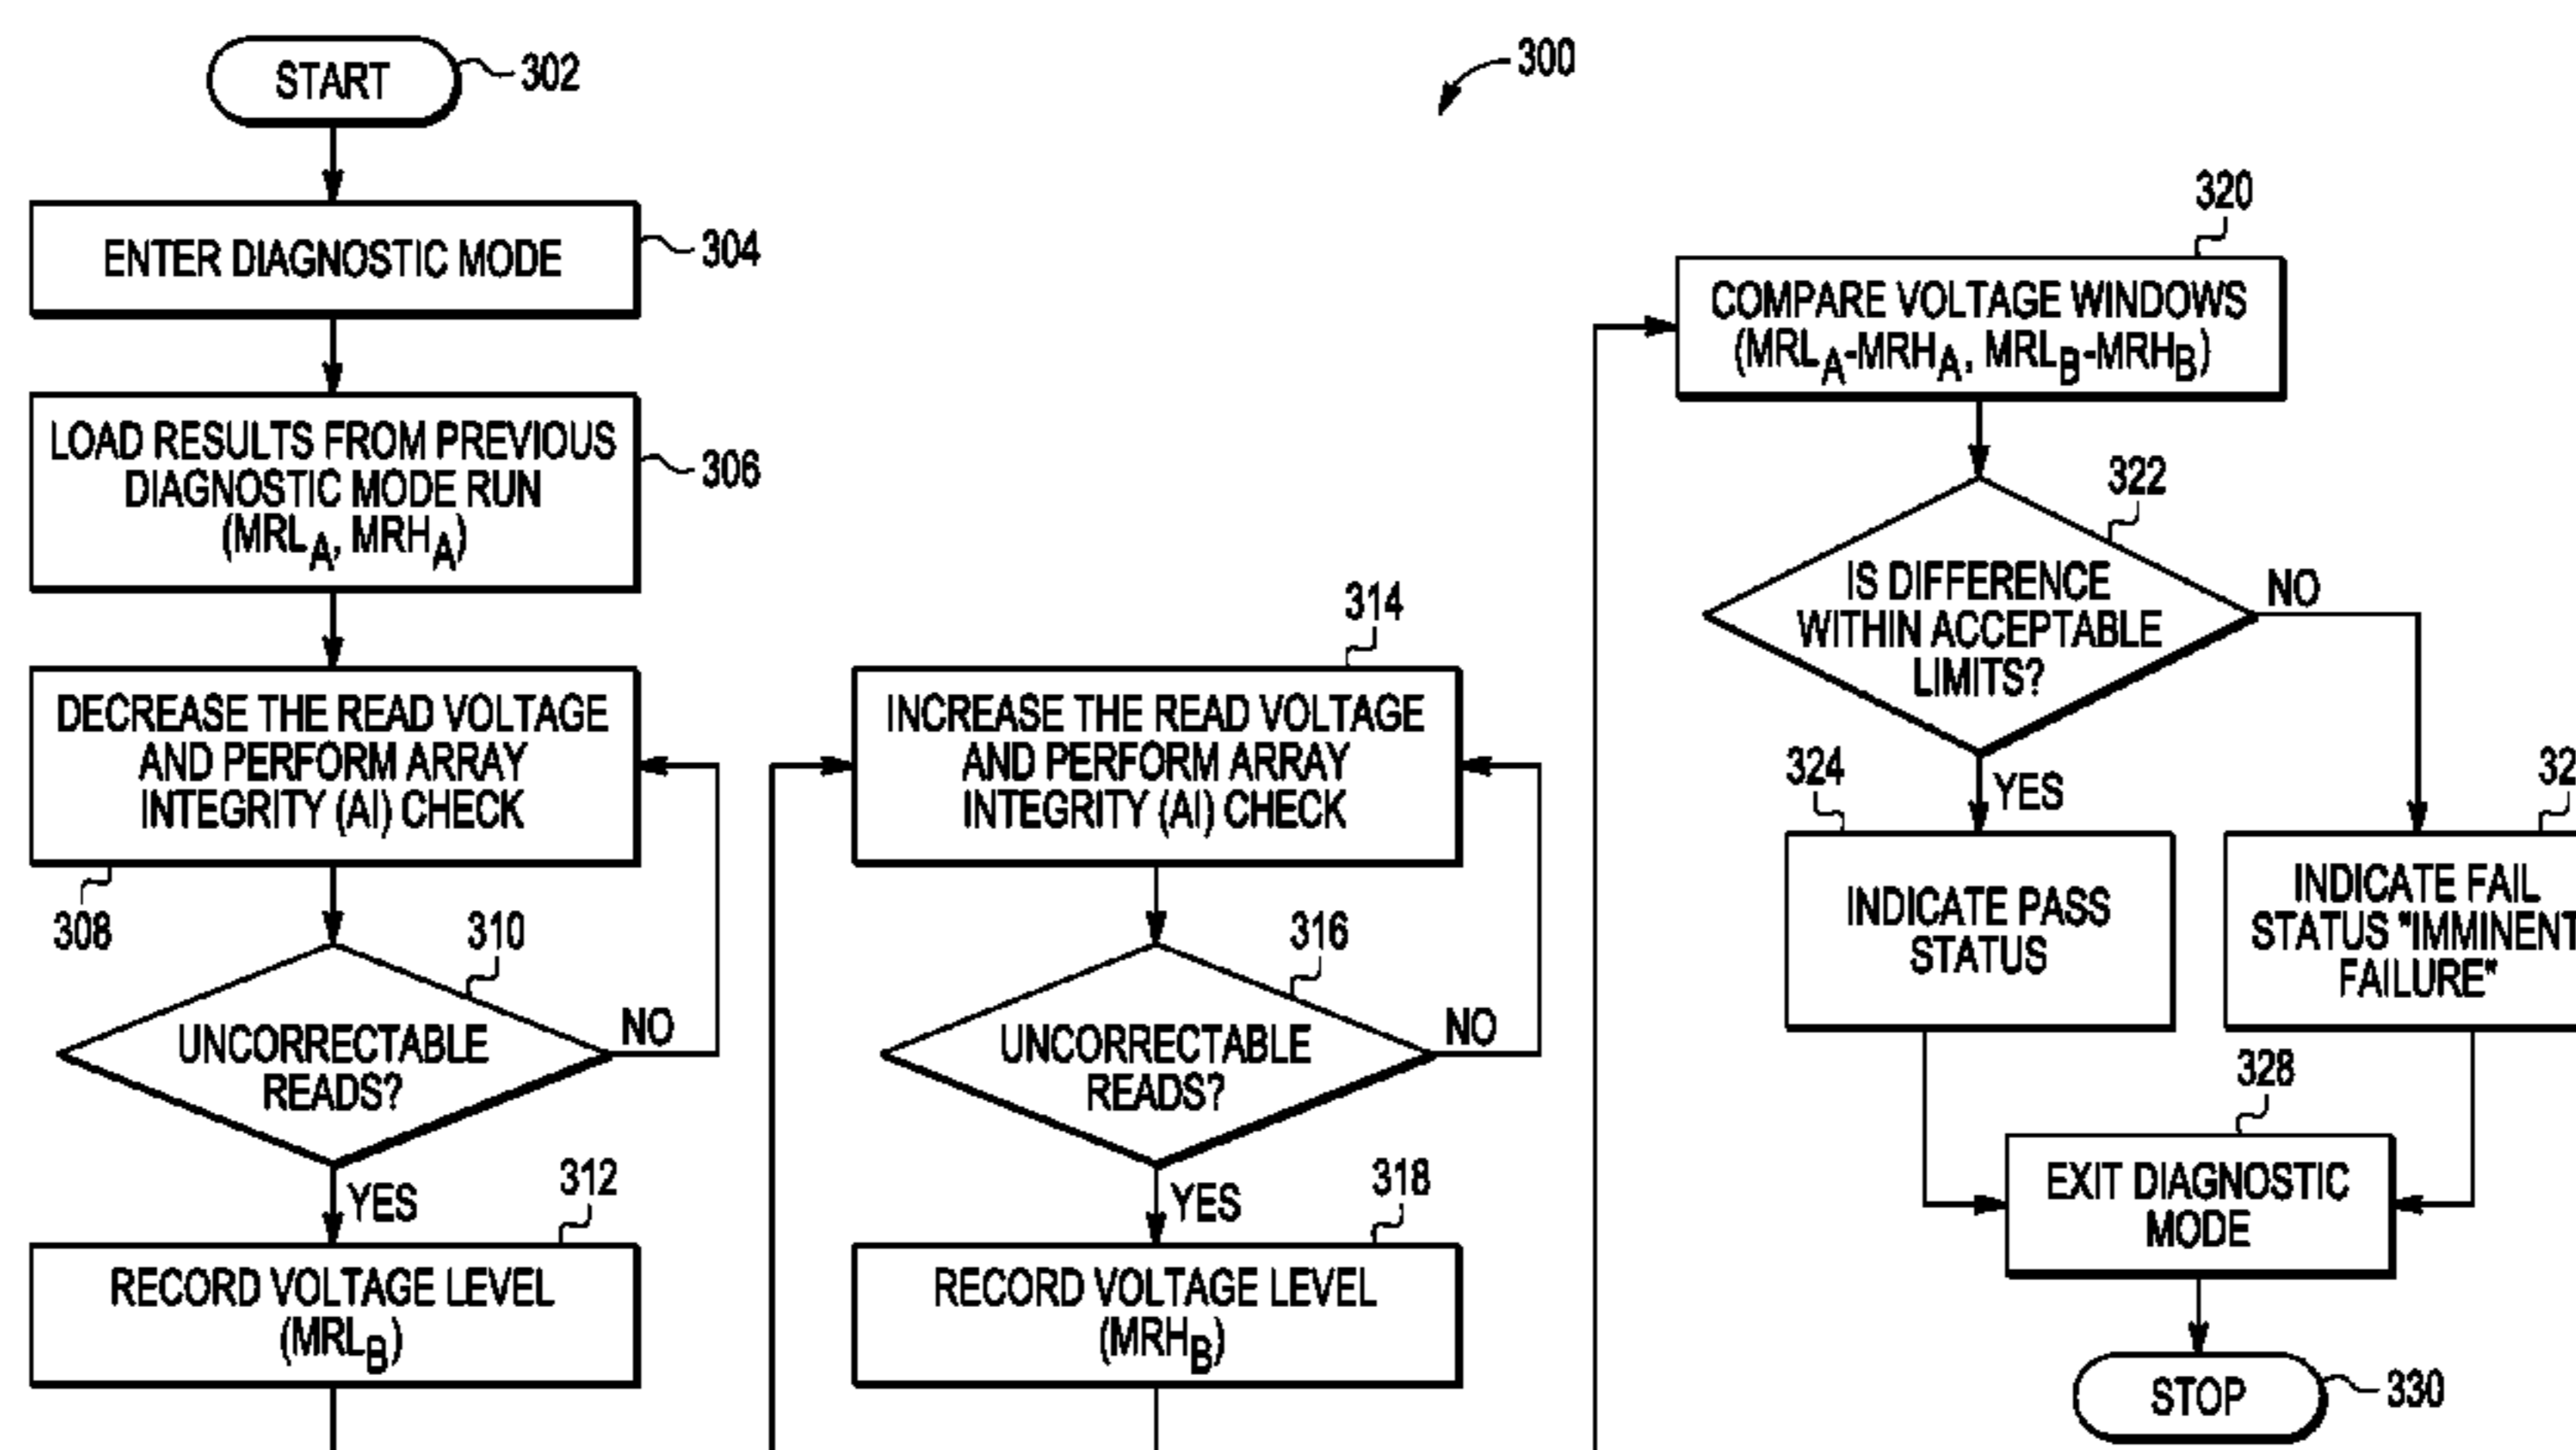 START
302
300
ENTER DIAGNOSTIC MODE
304
LOAD RESULTS FROM PREVIOUS
DIAGNOSTIC MODE RUN
(MRLA, MRHA)
306
DECREASE THE READ VOLTAGE
AND PERFORM ARRAY
INTEGRITY (AI) CHECK
308
310
UNCORRECTABLE
READS?
NO
YES
312
RECORD VOLTAGE LEVEL
(MRLB)
314
INCREASE THE READ VOLTAGE
AND PERFORM ARRAY
INTEGRITY (AI) CHECK
316
UNCORRECTABLE
READS?
NO
YES
318
RECORD VOLTAGE LEVEL
(MRHB)
320
COMPARE VOLTAGE WINDOWS
(MRLA-MRHA, MRLB-MRHB)
322
IS DIFFERENCE
WITHIN ACCEPTABLE
LIMITS?
NO
YES
324
INDICATE PASS
STATUS
INDICATE FAIL
STATUS "IMMINENT
FAILURE"
328
EXIT DIAGNOSTIC
MODE
STOP
330